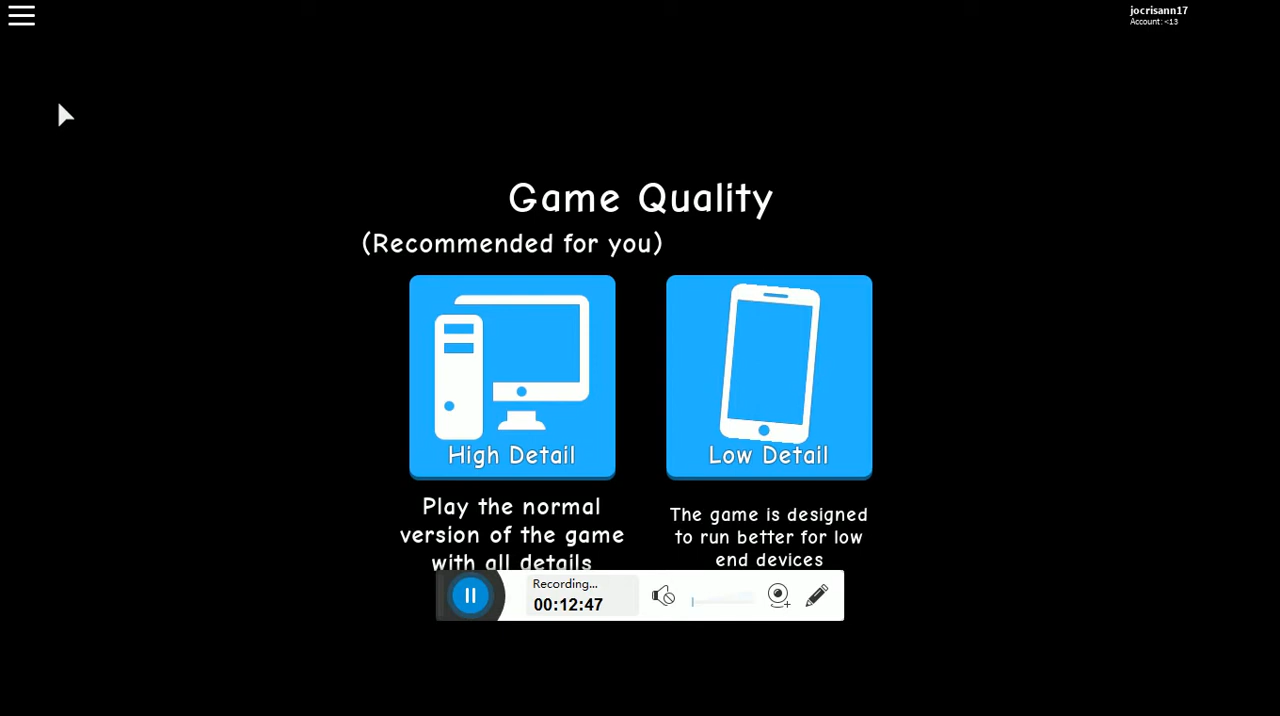 jocrisann17
Account: <13
Game Quality
(Recommended for you)
High Detail
Low Detail
Play the normal
version of the game
with all details
The game is designed
to run better for low
end devices
Recording...
00:12:47